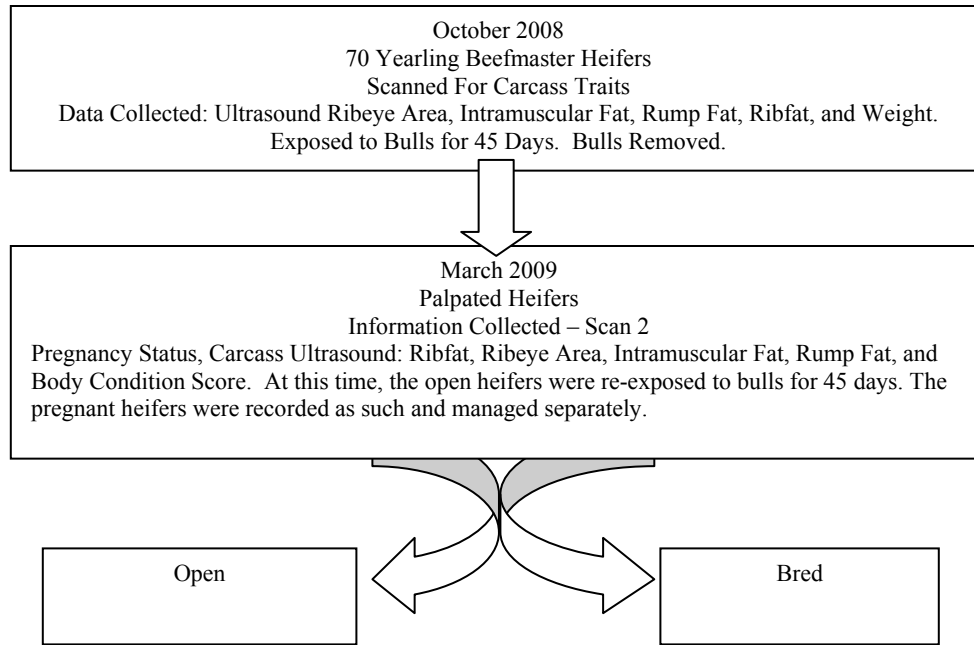 October 2008
70 Yearling Beefmaster Heifers
Scanned For Carcass Traits
Data Collected: Ultrasound Ribeye Area, Intramuscular Fat, Rump Fat, Ribfat, and Weight.
Exposed to Bulls for 45 Days.  Bulls Removed.
March 2009
Palpated Heifers
Information Collected – Scan 2
Pregnancy Status, Carcass Ultrasound: Ribfat, Ribeye Area, Intramuscular Fat, Rump Fat, and
Body Condition Score.  At this time, the open heifers were re-exposed to bulls for 45 days. The
pregnant heifers were recorded as such and managed separately.
Open
Bred